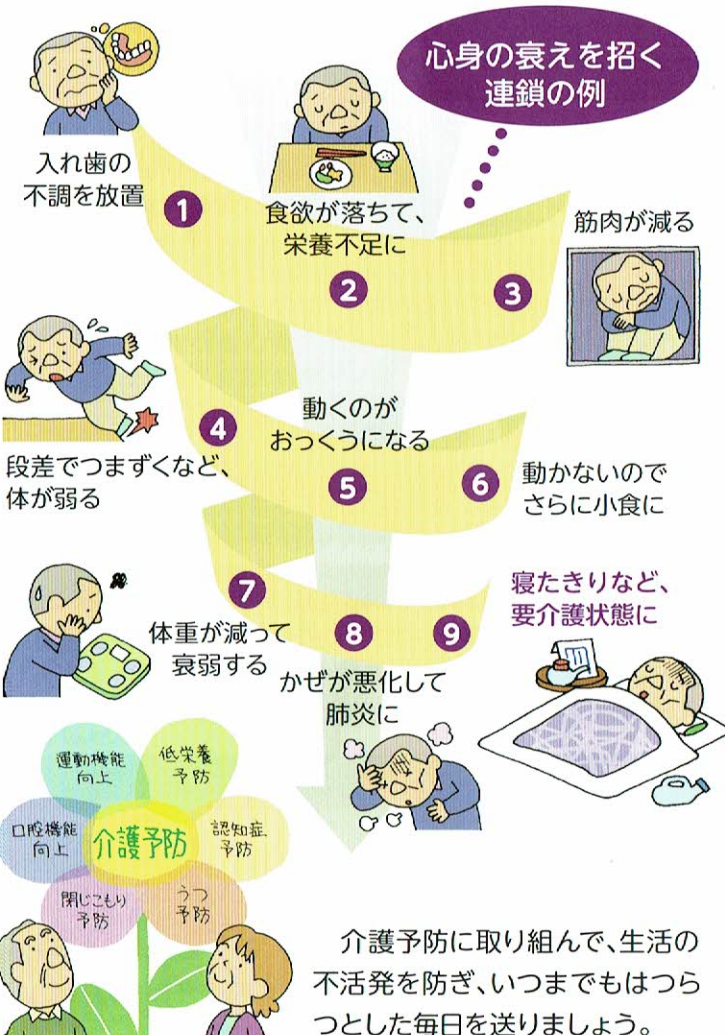 心身の衰えを招く
連鎖の例
入れ歯の
不調を放置
1
食欲が落ちて、
栄養不足に
2
筋肉が減る
3
段差でつまずくなど、
体が弱る
4
動くのが
おっくうになる
5
動かないので
さらに小食に
6
体重が減って
衰弱する
7
かぜが悪化して
肺炎に
8
寝たきりなど、
要介護状態に
9
運動機能
向上
低栄養
予防
口腔機能
向上
介護予防
認知症
予防
閉じこもり
予防
うつ
予防
介護予防に取り組んで、生活の
不活発を防ぎ、いつまでもはつら
つとした毎日を送りましょう。